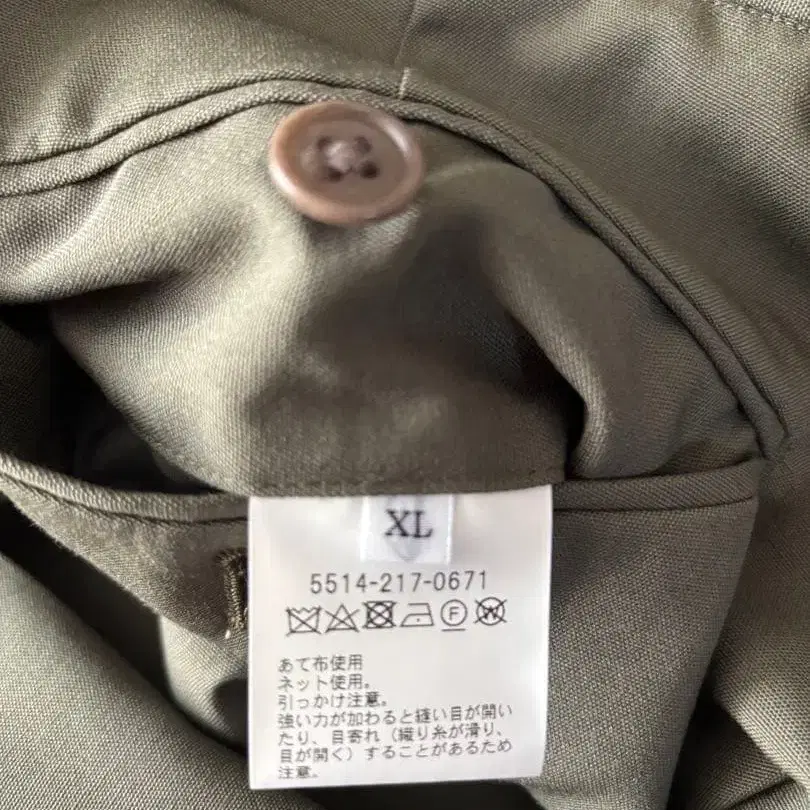 XL
5514-217-0671
F W
あて布使用
ネット使用。
引っかけ注意。
強い力が加わると縫い目が開い
たり、目寄れ（織り糸が滑り、
目が開く）することがあるため
注意。